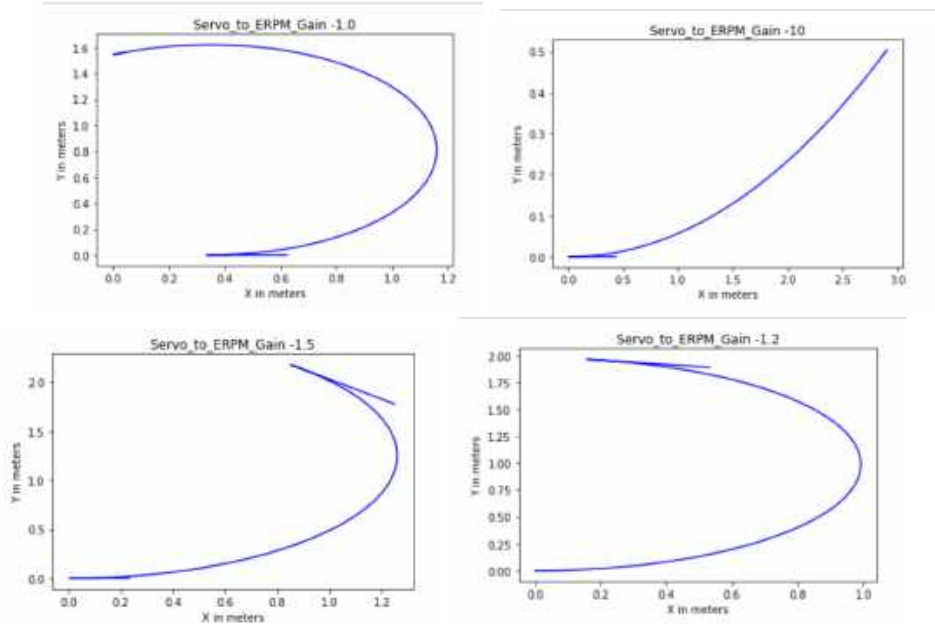 Servo_to_ERPM_Gain -1.0
Y in meters
1.6
1.4
1.2
1.0
0.8
0.6
0.4
0.2
0.0
0.0 0.2 0.4 0.6 0.8 1.0 1.2
X in meters
Servo_to_ERPM_Gain -10
Y in meters
0.5
0.4
0.3
0.2
0.1
0.0
0.0 0.5 1.0 1.5 2.0 2.5 3.0
X in meters
Servo_to_ERPM_Gain -1.5
Y in meters
2.0
1.5
1.0
0.5
0.0
0.0 0.2 0.4 0.6 0.8 1.0 1.2
X in meters
Servo_to_ERPM_Gain -1.2
Y in meters
2.00
1.75
1.50
1.25
1.00
0.75
0.50
0.25
0.00
0.0 0.2 0.4 0.6 0.8 1.0
X in meters